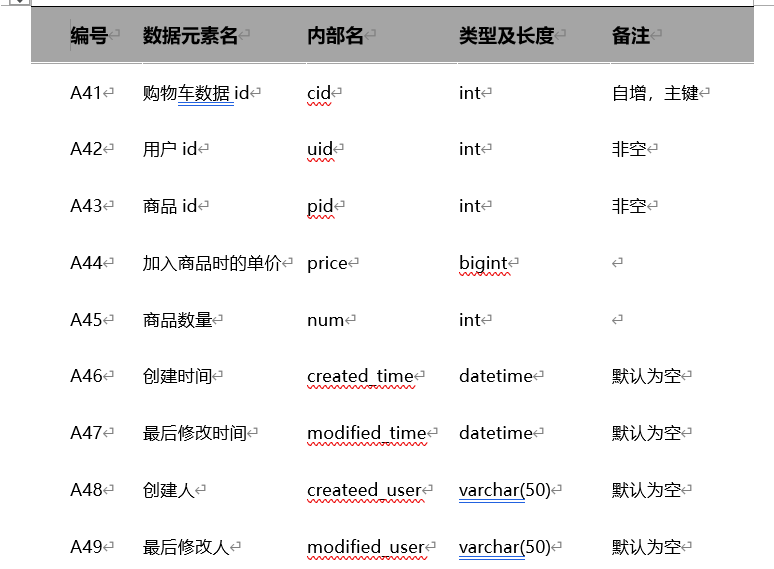 编号 数据元素名 内部名 类型及长度 备注
A41 购物车数据 id cid int 自增，主键
A42 用户 id uid int 非空
A43 商品 id pid int 非空
A44 加入商品时的单价 price bigint
A45 商品数量 num int
A46 创建时间 created_time datetime 默认为空
A47 最后修改时间 modified_time datetime 默认为空
A48 创建人 createed_user varchar(50) 默认为空
A49 最后修改人 modified_user varchar(50) 默认为空